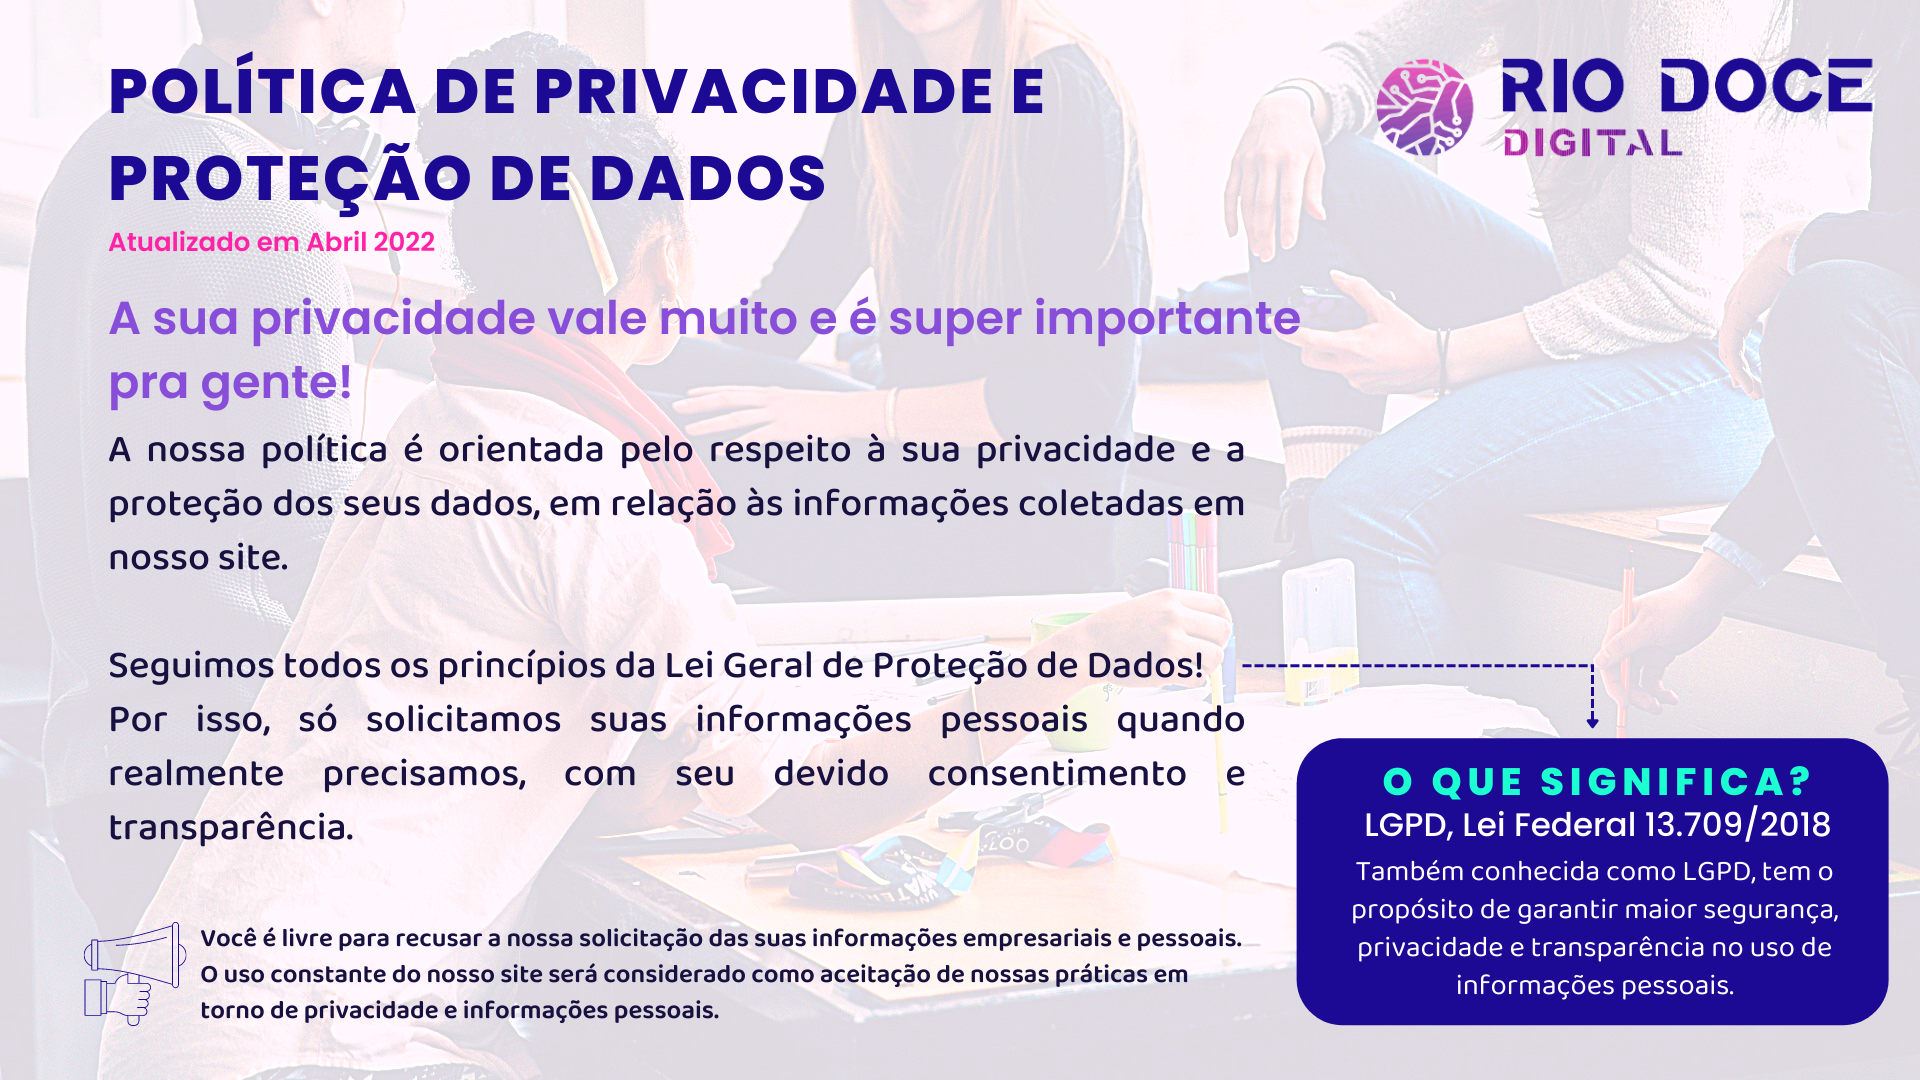 POLÍTICA DE PRIVACIDADE E
PROTEÇÃO DE DADOS
Atualizado em Abril 2022
RIO DOCE
DIGITAL
A sua privacidade vale muito e é super importante
pra gente!
A nossa política é orientada pelo respeito à sua privacidade e a
proteção dos seus dados, em relação às informações coletadas em
nosso site.
Seguimos todos os princípios da Lei Geral de Proteção de Dados!
Por isso, só solicitamos suas informações pessoais quando
realmente precisamos, com seu devido consentimento e
transparência.
O QUE SIGNIFICA?
LGPD, Lei Federal 13.709/2018
Também conhecida como LGPD, tem o
propósito de garantir maior segurança,
privacidade e transparência no uso de
informações pessoais.
Você é livre para recusar a nossa solicitação das suas informações empresariais e pessoais.
O uso constante do nosso site será considerado como aceitação de nossas práticas em
torno de privacidade e informações pessoais.